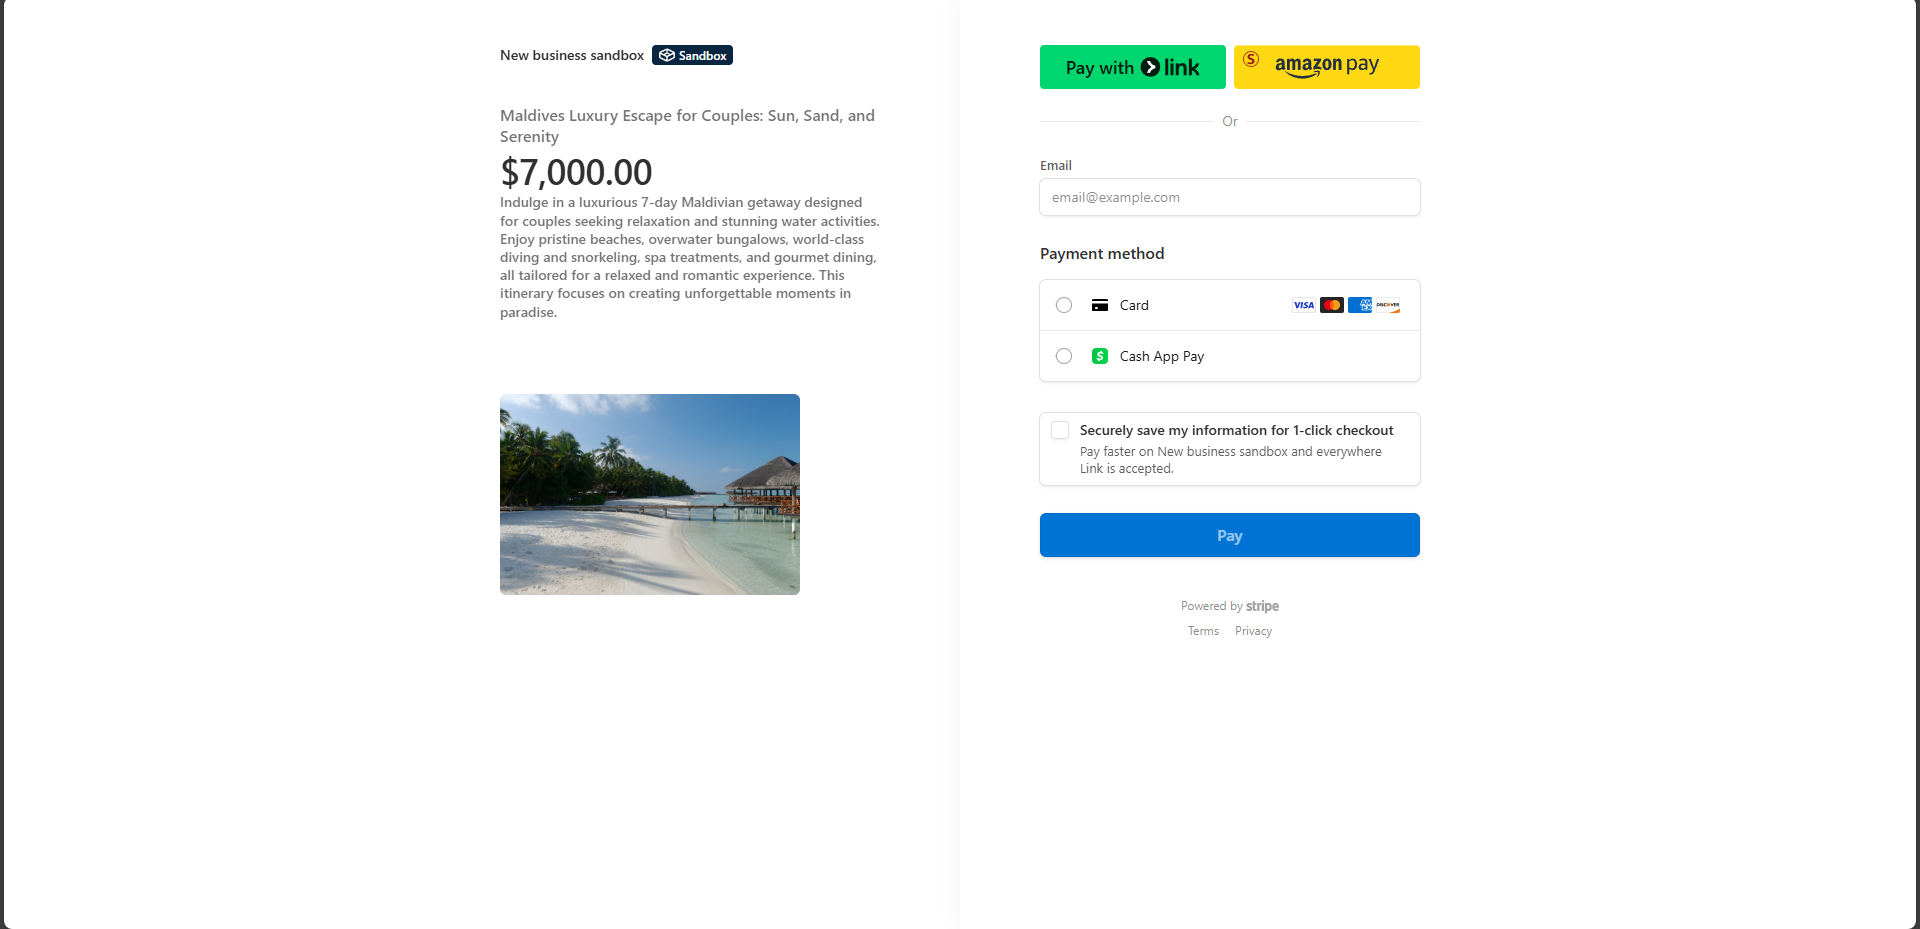 New business sandbox Sandbox
Maldives Luxury Escape for Couples: Sun, Sand, and
Serenity
$7,000.00
Indulge in a luxurious 7-day Maldivian getaway designed
for couples seeking relaxation and stunning water activities.
Enjoy pristine beaches, overwater bungalows, world-class
diving and snorkeling, spa treatments, and gourmet dining,
all tailored for a relaxed and romantic experience. This
itinerary focuses on creating unforgettable moments in
paradise.
Pay with link
S amazon pay
Or
Email
email@example.com
Payment method
Card VISA AMEX DISCOVER
$ Cash App Pay
Securely save my information for 1-click checkout
Pay faster on New business sandbox and everywhere
Link is accepted.
Pay
Powered by stripe
Terms Privacy